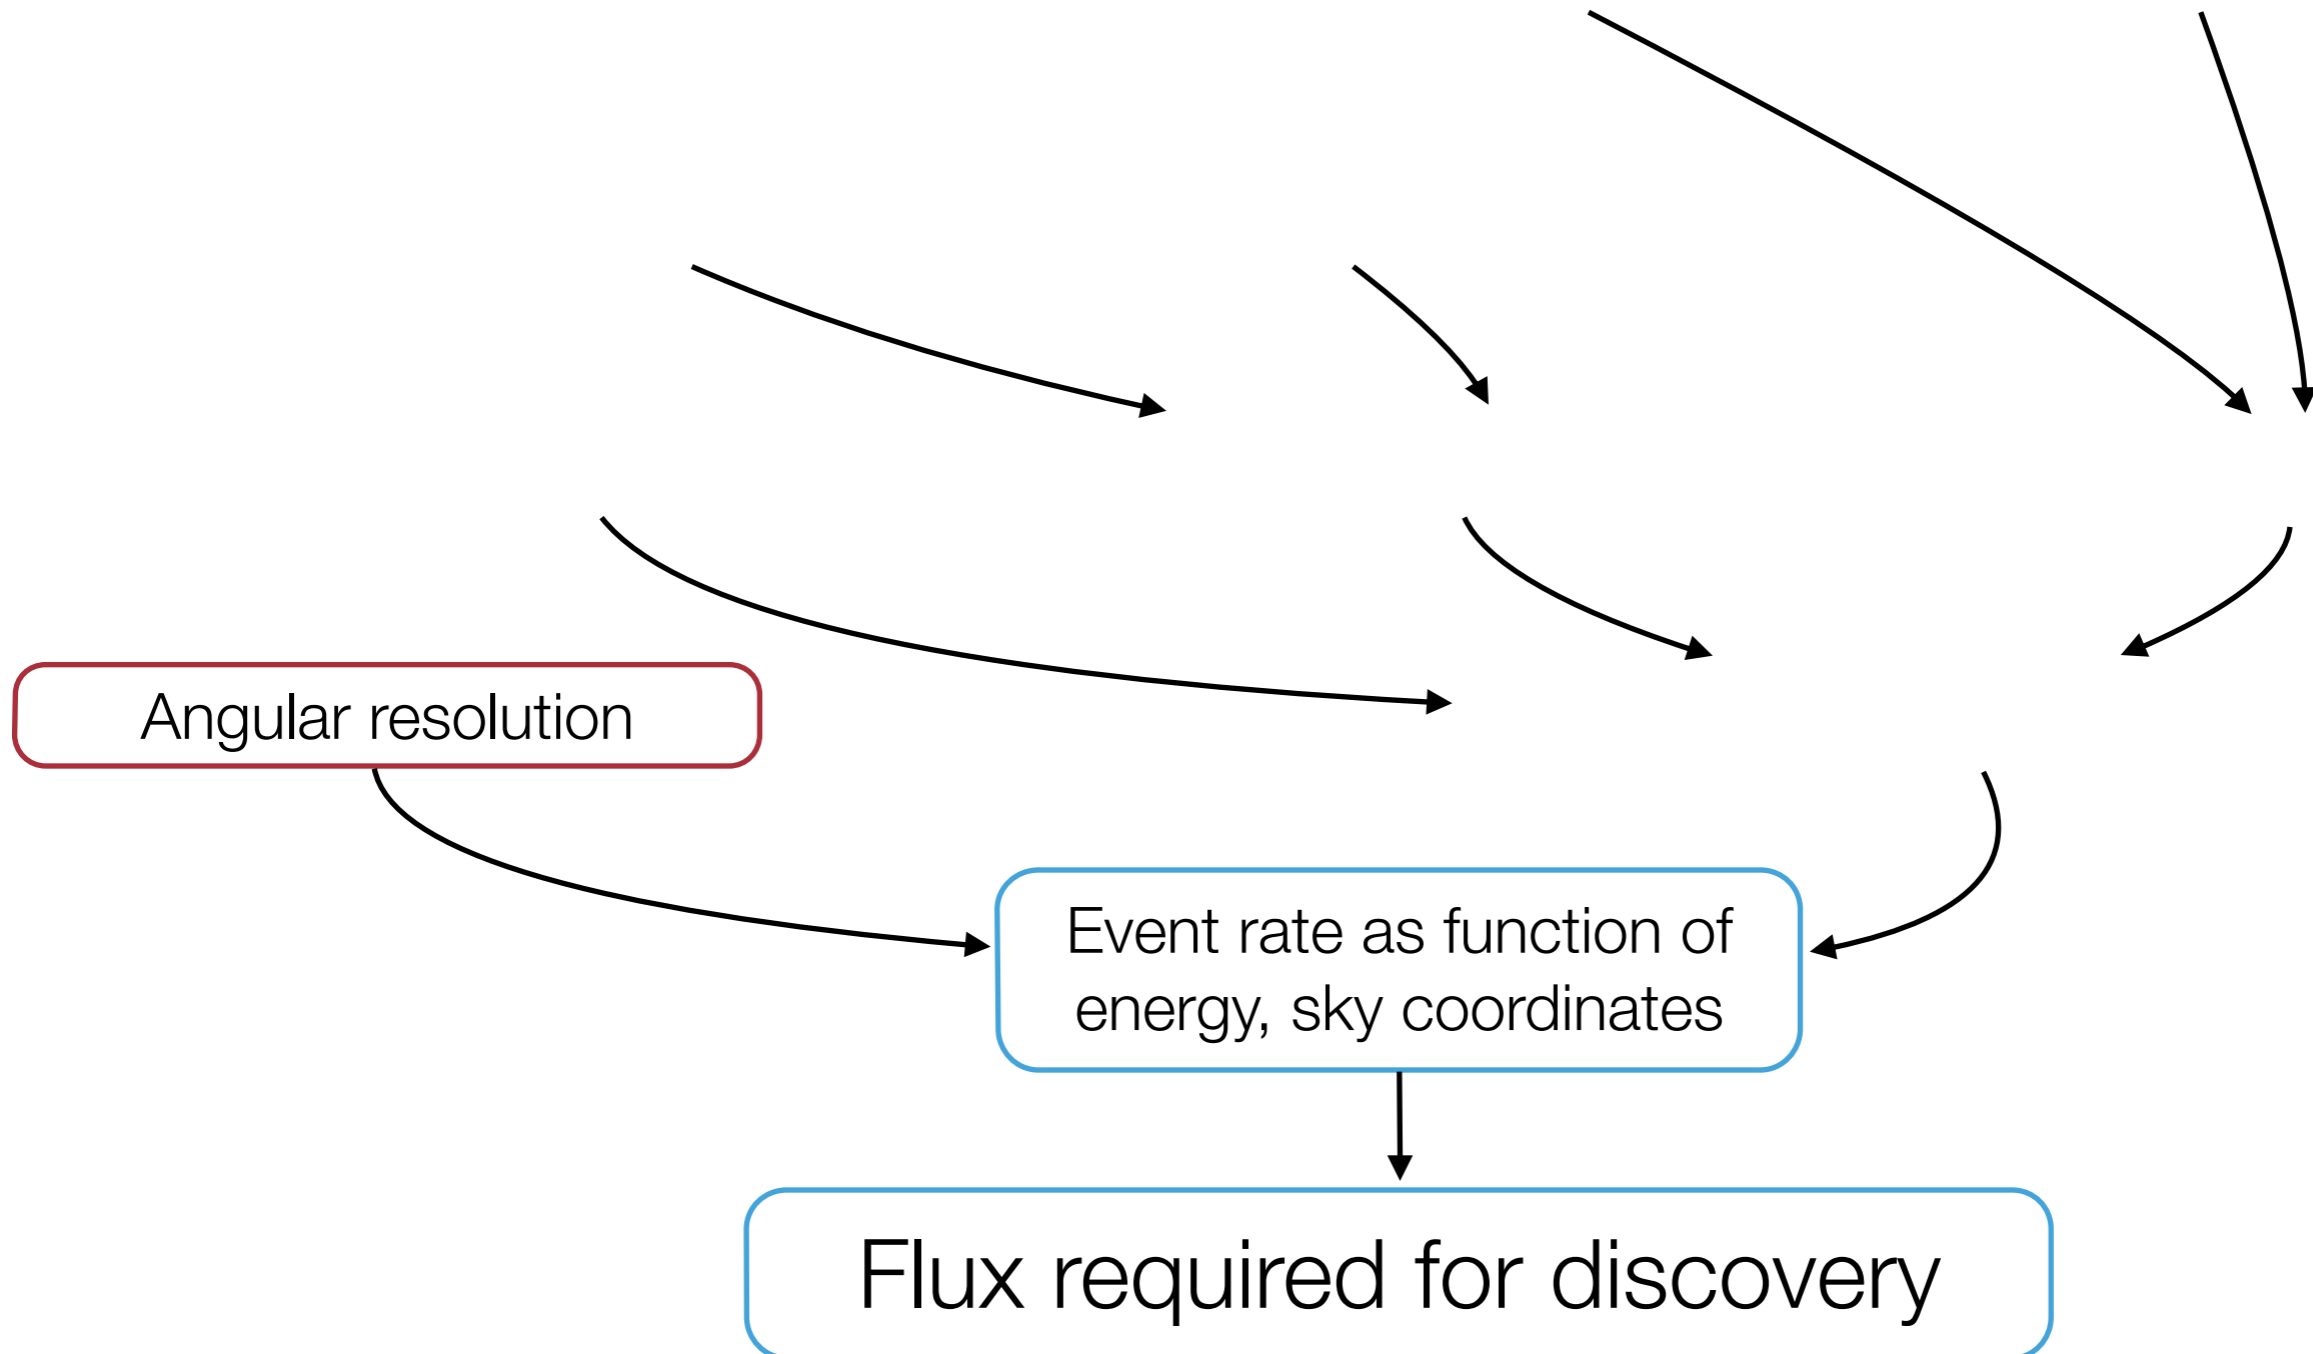 Angular resolution
Event rate as function of
energy, sky coordinates
Flux required for discovery